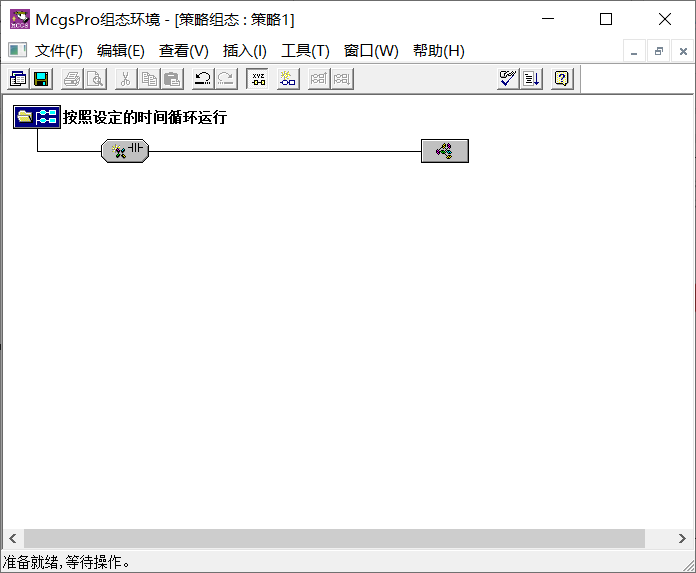 McgsPro组态环境 - [策略组态 : 策略1]
文件(F) 编辑(E) 查看(V) 插入(I) 工具(T) 窗口(W) 帮助(H)
按照设定的时间循环运行
准备就绪,等待操作。